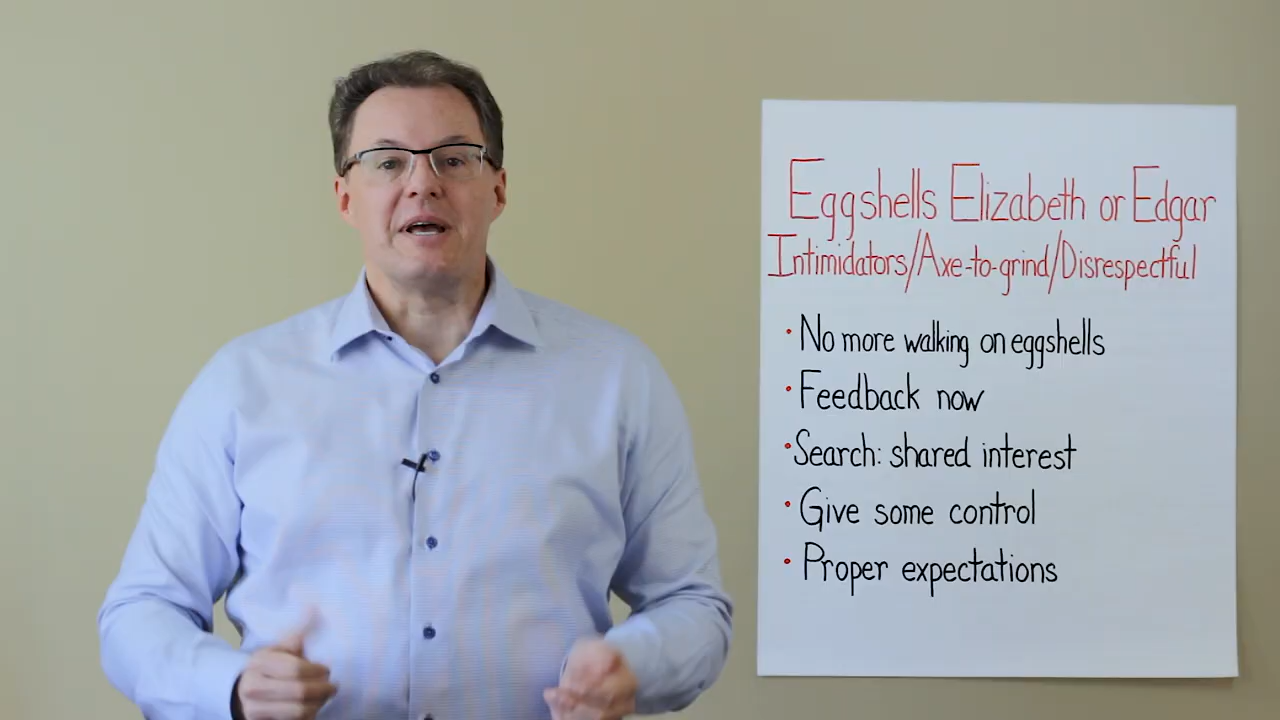 Eggshells Elizabeth or Edgar
Intimidators/Axe-to-grind/Disrespectful
• No more walking on eggshells
• Feedback now
• Search: shared interest
• Give some control
• Proper expectations